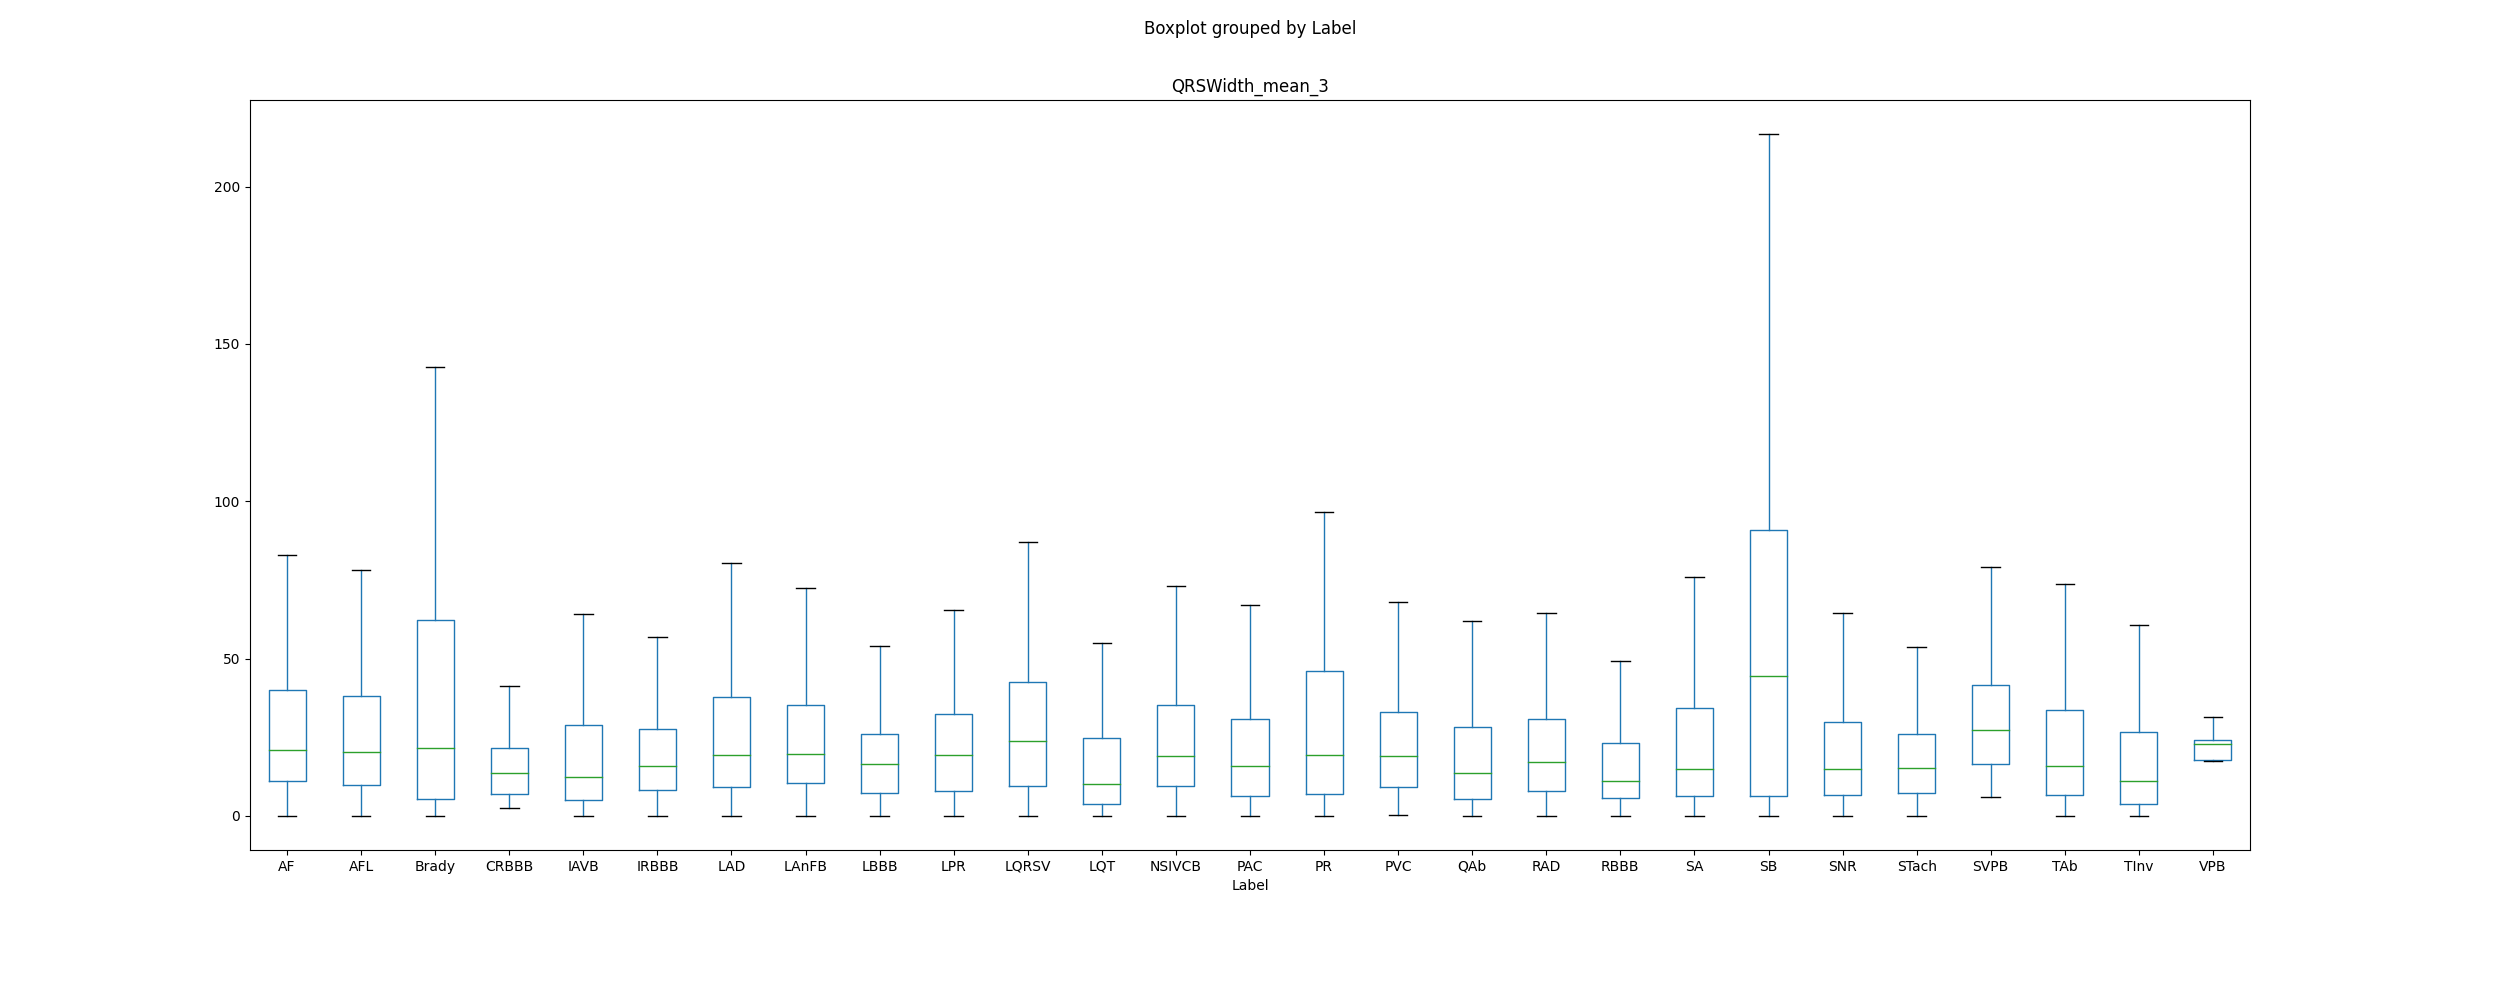 Boxplot grouped by Label
QRSWidth_mean_3
200
150
100
50
0
AF AFL Brady CRBBB IAVB IRBBB LAD LAnFB LBBB LPR LQRSV LQT NSIVCB PAC PR PVC QAb RAD RBBB SA SB SNR STach SVPB TAb TInv VPB
Label